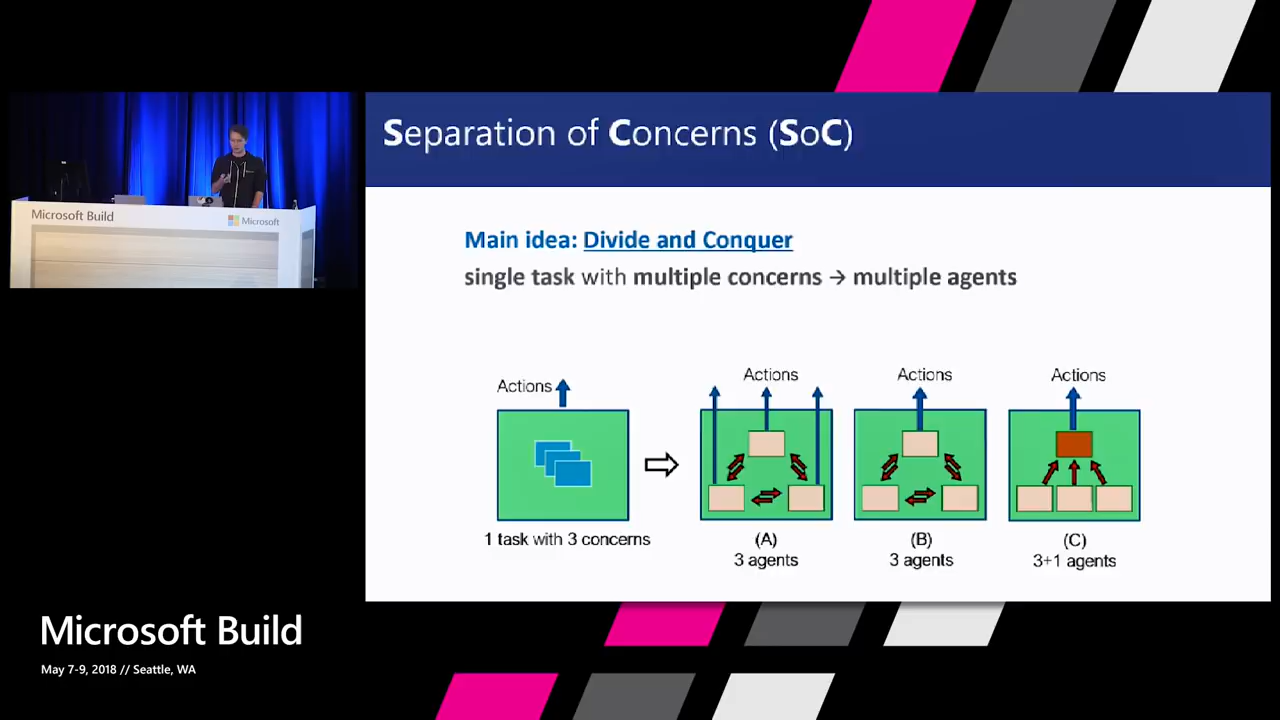 Separation of Concerns (SoC)
Microsoft Build
Microsoft
Main idea: Divide and Conquer
single task with multiple concerns → multiple agents
Actions
Actions
Actions
Actions
1 task with 3 concerns
(A)
3 agents
(B)
3 agents
(C)
3+1 agents
Microsoft Build
May 7-9, 2018 // Seattle, WA